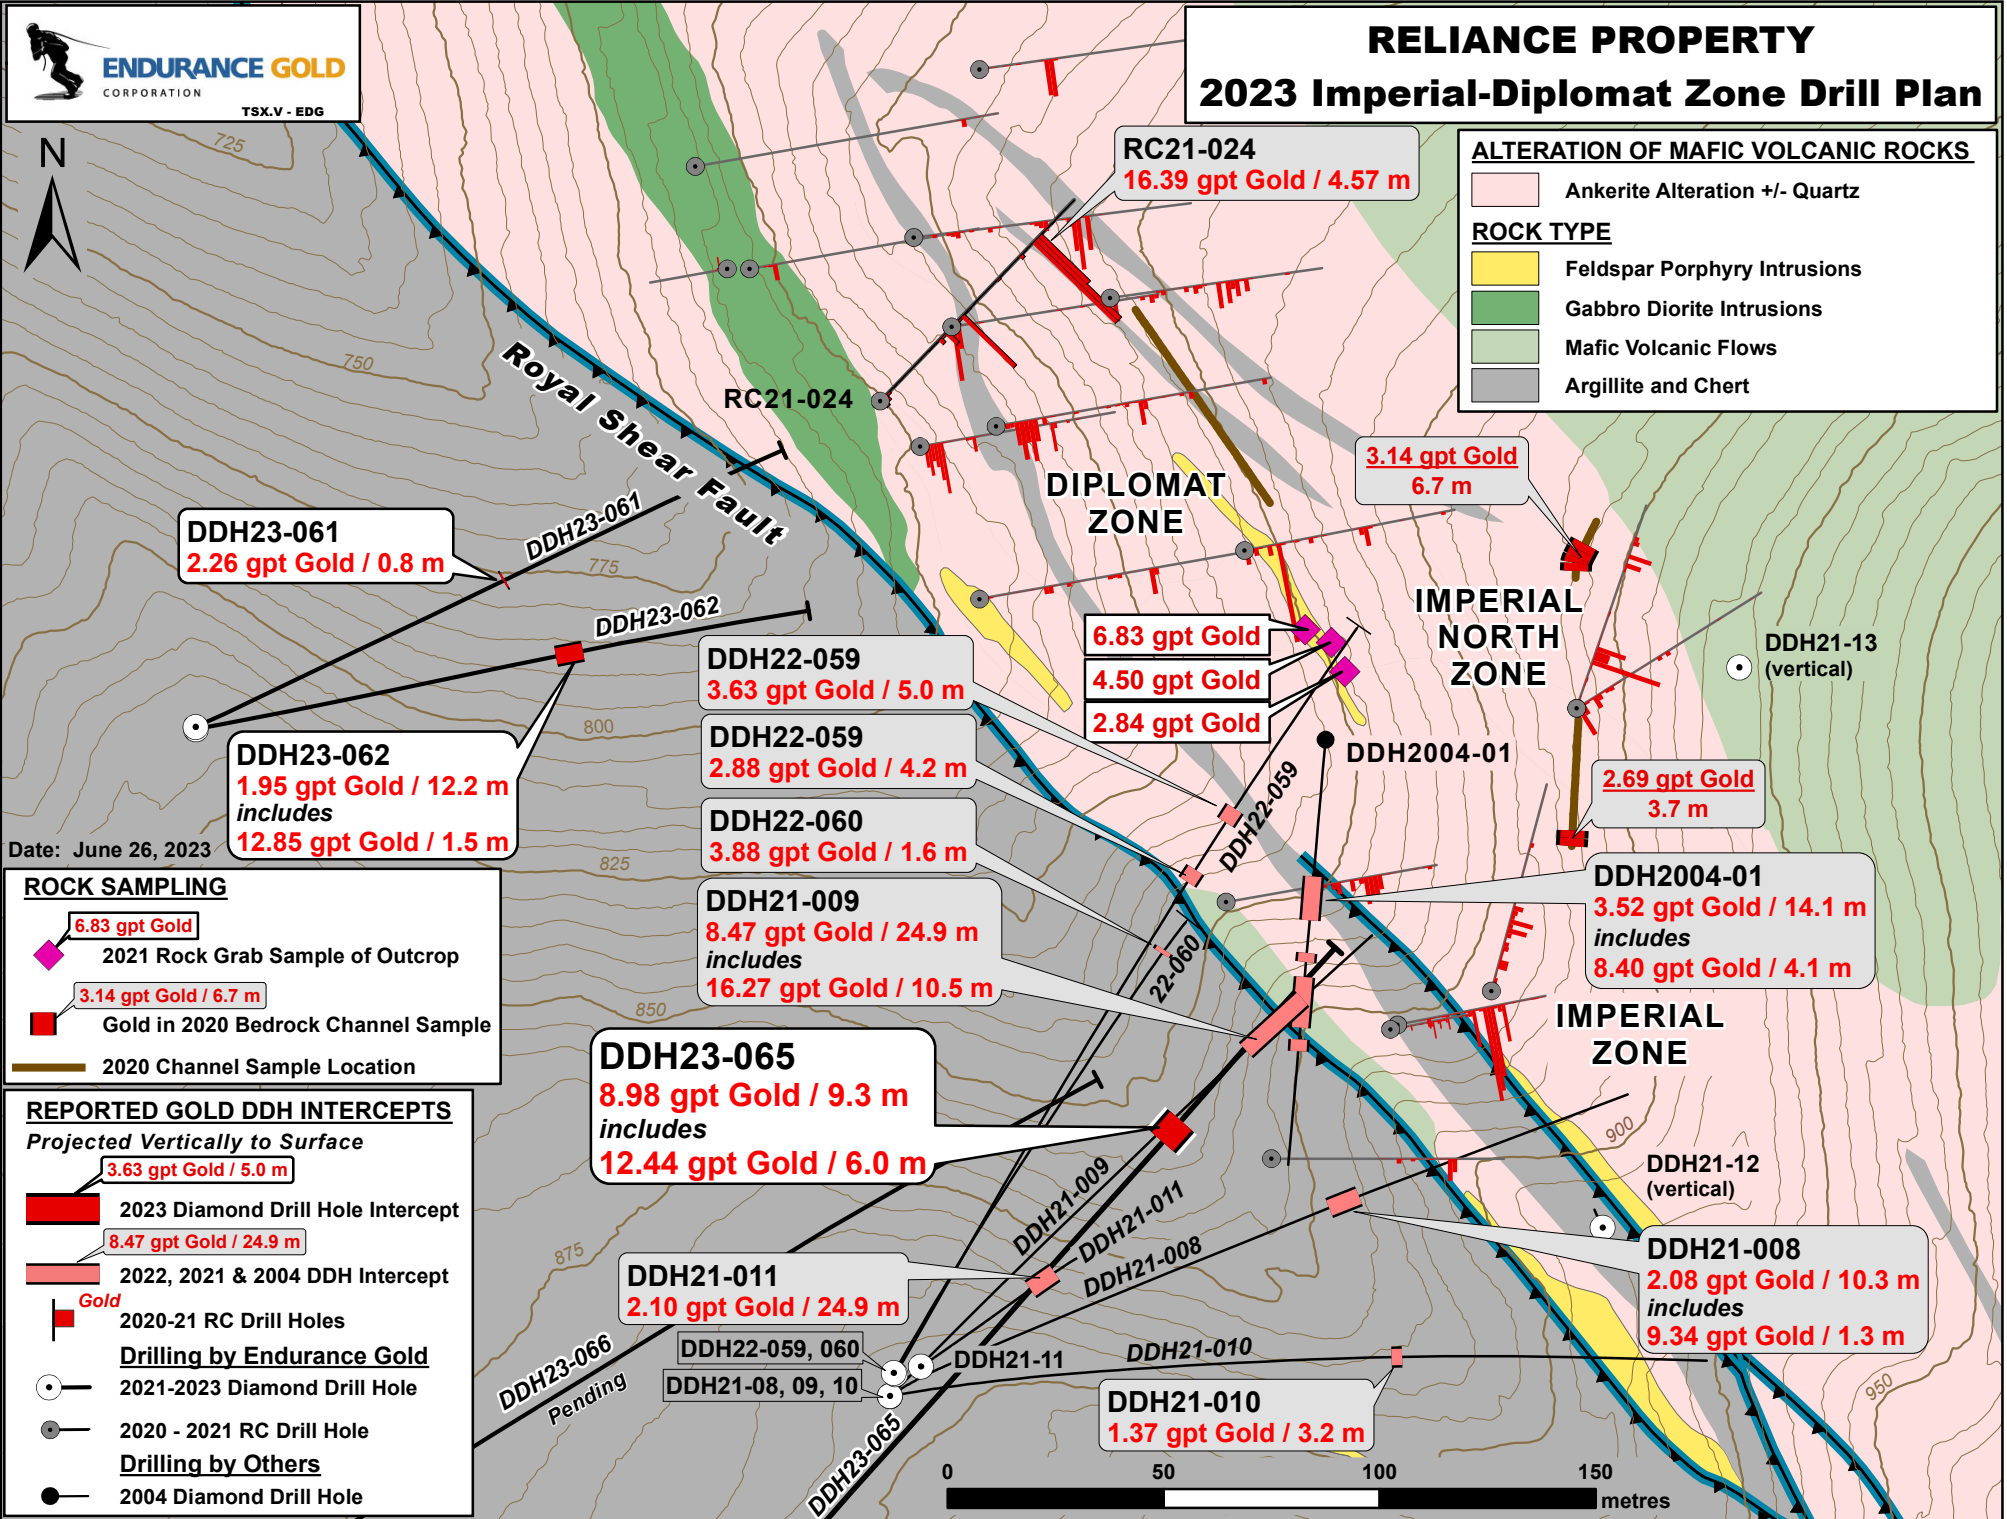 ENDURANCE GOLD
CORPORATION
TSX.V - EDG
RELIANCE PROPERTY
2023 Imperial-Diplomat Zone Drill Plan
N
ALTERATION OF MAFIC VOLCANIC ROCKS
Ankerite Alteration +/- Quartz
ROCK TYPE
Feldspar Porphyry Intrusions
Gabbro Diorite Intrusions
Mafic Volcanic Flows
Argillite and Chert
725
750
775
800
825
850
875
900
950
RC21-024
16.39 gpt Gold / 4.57 m
RC21-024
Royal Shear Fault
DIPLOMAT
ZONE
3.14 gpt Gold
6.7 m
DDH23-061
2.26 gpt Gold / 0.8 m
DDH23-061
DDH23-062
IMPERIAL
NORTH
ZONE
DDH21-13
(vertical)
6.83 gpt Gold
4.50 gpt Gold
2.84 gpt Gold
DDH22-059
3.63 gpt Gold / 5.0 m
DDH22-059
2.88 gpt Gold / 4.2 m
DDH23-062
1.95 gpt Gold / 12.2 m
includes
12.85 gpt Gold / 1.5 m
DDH2004-01
DDH22-059
2.69 gpt Gold
3.7 m
DDH22-060
3.88 gpt Gold / 1.6 m
Date: June 26, 2023
DDH21-009
8.47 gpt Gold / 24.9 m
includes
16.27 gpt Gold / 10.5 m
22-060
DDH2004-01
3.52 gpt Gold / 14.1 m
includes
8.40 gpt Gold / 4.1 m
IMPERIAL
ZONE
ROCK SAMPLING
6.83 gpt Gold
2021 Rock Grab Sample of Outcrop
3.14 gpt Gold / 6.7 m
Gold in 2020 Bedrock Channel Sample
2020 Channel Sample Location
DDH23-065
8.98 gpt Gold / 9.3 m
includes
12.44 gpt Gold / 6.0 m
REPORTED GOLD DDH INTERCEPTS
Projected Vertically to Surface
3.63 gpt Gold / 5.0 m
2023 Diamond Drill Hole Intercept
8.47 gpt Gold / 24.9 m
2022, 2021 & 2004 DDH Intercept
Gold
2020-21 RC Drill Holes
Drilling by Endurance Gold
2021-2023 Diamond Drill Hole
2020 - 2021 RC Drill Hole
Drilling by Others
2004 Diamond Drill Hole
DDH21-009
DDH21-011
DDH21-008
DDH21-12
(vertical)
DDH21-011
2.10 gpt Gold / 24.9 m
DDH21-008
2.08 gpt Gold / 10.3 m
includes
9.34 gpt Gold / 1.3 m
DDH22-059, 060
DDH21-08, 09, 10
DDH21-11
DDH21-010
DDH23-066
Pending
DDH23-065
DDH21-010
1.37 gpt Gold / 3.2 m
0 50 100 150
metres